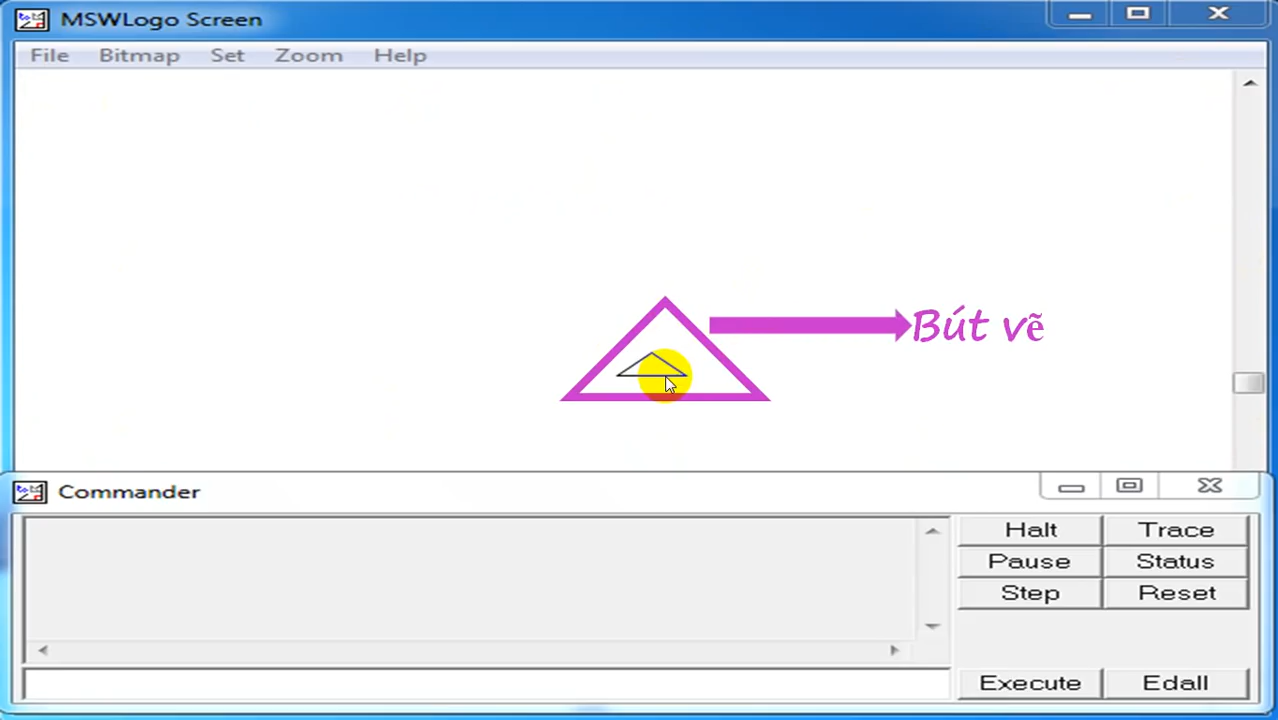 MSWLogo Screen
File Bitmap Set Zoom Help
Bút vẽ
Commander
Halt Trace
Pause Status
Step Reset
Execute Edall